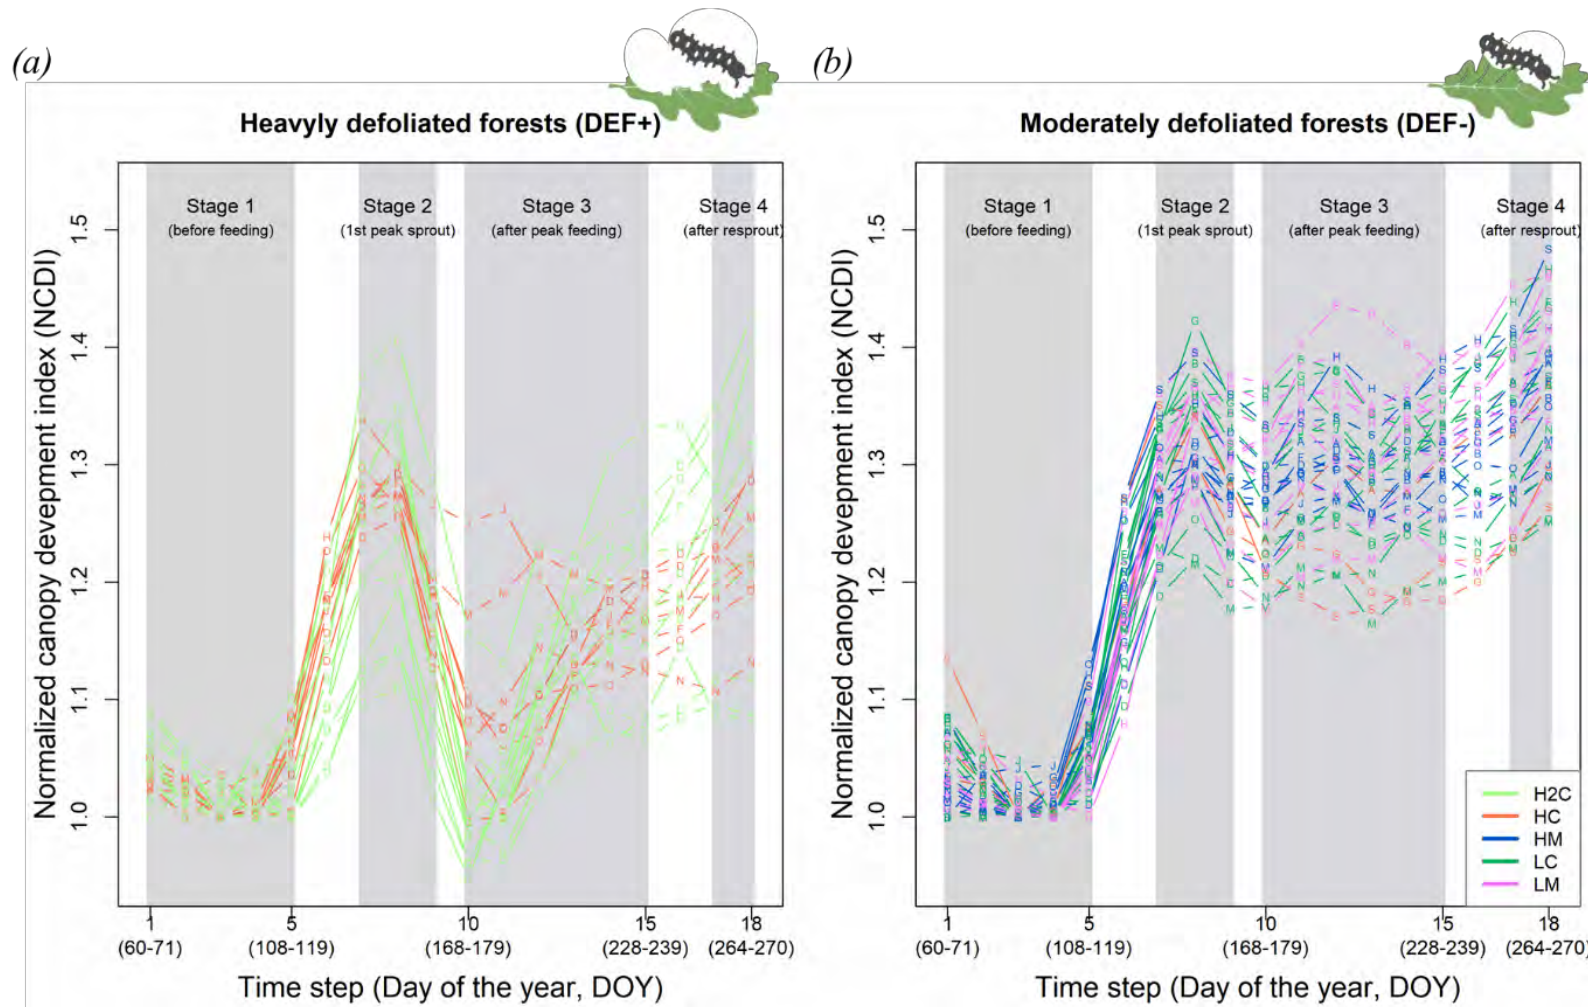 (a)
Heavyly defoliated forests (DEF+)
Normalized canopy devepment index (NCDI)
1.5
1.4
1.3
1.2
1.1
1.0
Stage 1
(before feeding)
Stage 2
(1st peak sprout)
Stage 3
(after peak feeding)
Stage 4
(after resprout)
1 5 10 15 18
(60-71) (108-119) (168-179) (228-239) (264-270)
Time step (Day of the year, DOY)
(b)
Moderately defoliated forests (DEF-)
Normalized canopy devepment index (NCDI)
1.5
1.4
1.3
1.2
1.1
1.0
Stage 1
(before feeding)
Stage 2
(1st peak sprout)
Stage 3
(after peak feeding)
Stage 4
(after resprout)
H2C
HC
HM
LC
LM
1 5 10 15 18
(60-71) (108-119) (168-179) (228-239) (264-270)
Time step (Day of the year, DOY)